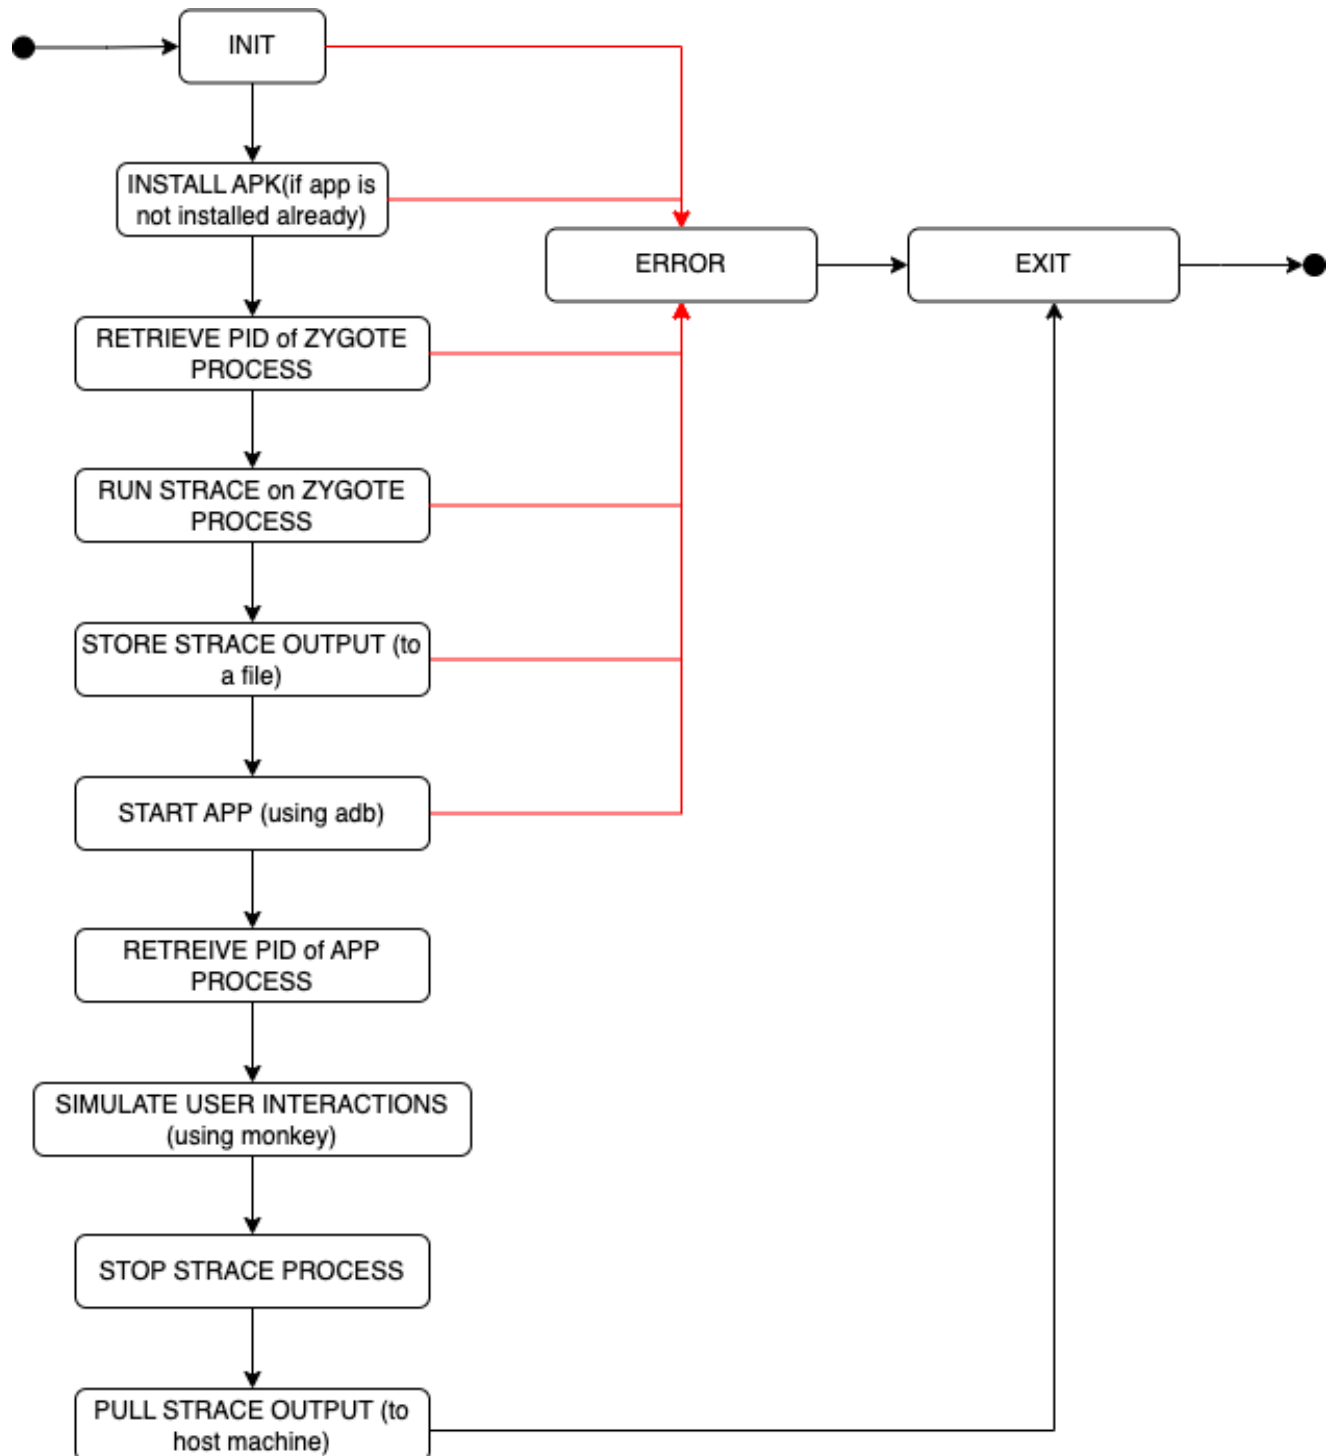 INIT
INSTALL APK(if app is
not installed already)
ERROR
EXIT
RETRIEVE PID of ZYGOTE
PROCESS
RUN STRACE on ZYGOTE
PROCESS
STORE STRACE OUTPUT (to
a file)
START APP (using adb)
RETREIVE PID of APP
PROCESS
SIMULATE USER INTERACTIONS
(using monkey)
STOP STRACE PROCESS
PULL STRACE OUTPUT (to
host machine)